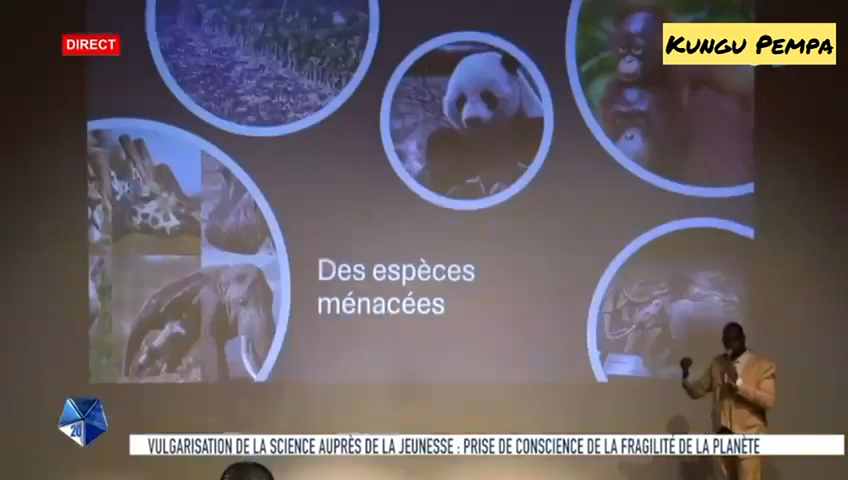 DIRECT
Kungu Pempa
Des espèces
ménacées
20
VULGARISATION DE LA SCIENCE AUPRÈS DE LA JEUNESSE : PRISE DE CONSCIENCE DE LA FRAGILITÉ DE LA PLANÈTE